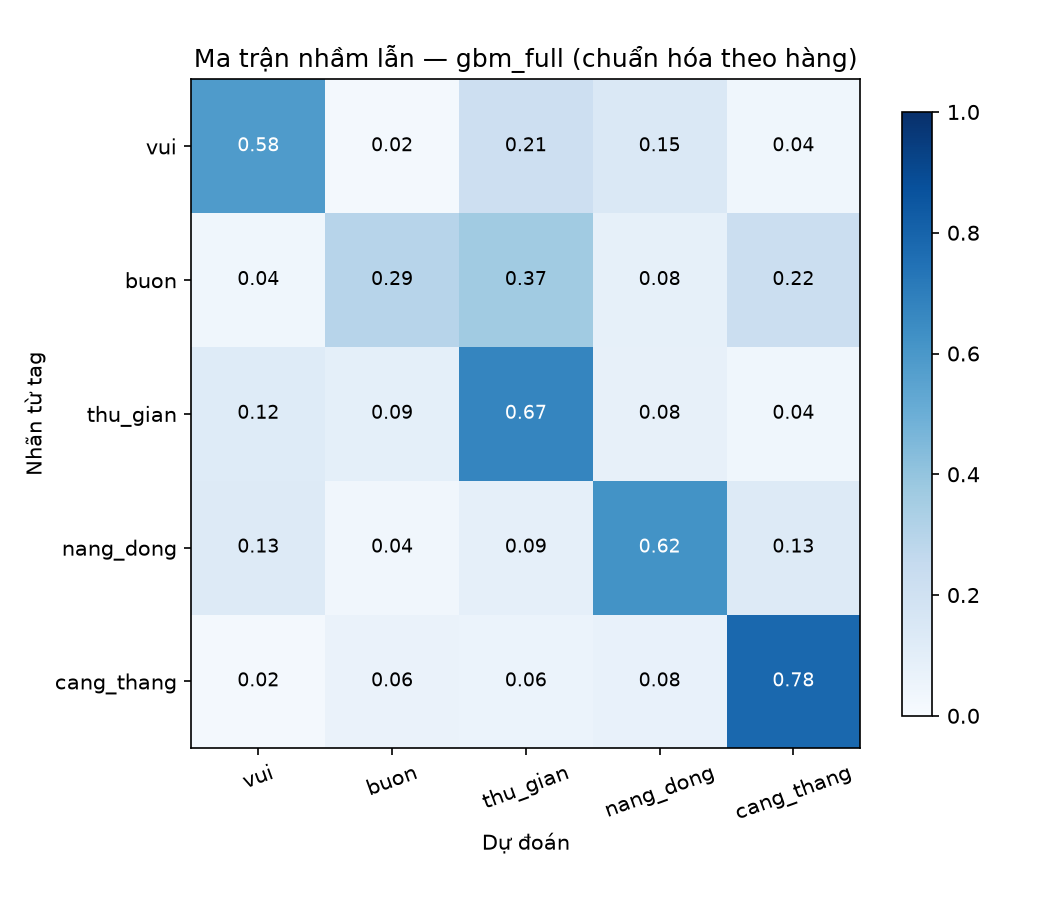 Ma trận nhầm lẫn — gbm_full (chuẩn hóa theo hàng)
Nhãn từ tag
vui 0.58 0.02 0.21 0.15 0.04
buon 0.04 0.29 0.37 0.08 0.22
thu_gian 0.12 0.09 0.67 0.08 0.04
nang_dong 0.13 0.04 0.09 0.62 0.13
cang_thang 0.02 0.06 0.06 0.08 0.78
vui buon thu_gian nang_dong cang_thang
Dự đoán
1.0
0.8
0.6
0.4
0.2
0.0